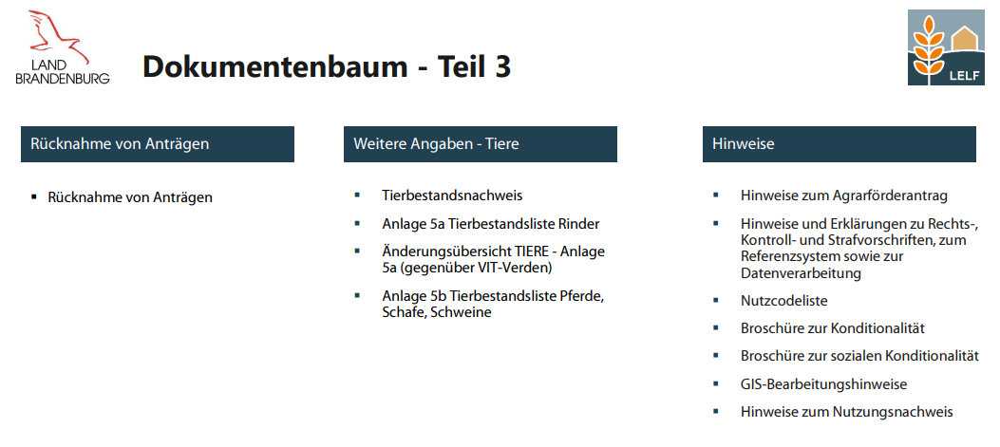 LAND
BRANDENBURG
Dokumentenbaum - Teil 3
LELF
Rücknahme von Anträgen
▪ Rücknahme von Anträgen
Weitere Angaben - Tiere
▪ Tierbestandsnachweis
▪ Anlage 5a Tierbestandsliste Rinder
▪ Änderungsübersicht TIERE - Anlage
5a (gegenüber VIT-Verden)
▪ Anlage 5b Tierbestandsliste Pferde,
Schafe, Schweine
Hinweise
▪ Hinweise zum Agrarförderantrag
▪ Hinweise und Erklärungen zu Rechts-,
Kontroll- und Strafvorschriften, zum
Referenzsystem sowie zur
Datenverarbeitung
▪ Nutzcodeliste
▪ Broschüre zur Konditionalität
▪ Broschüre zur sozialen Konditionalität
▪ GIS-Bearbeitungshinweise
▪ Hinweise zum Nutzungsnachweis